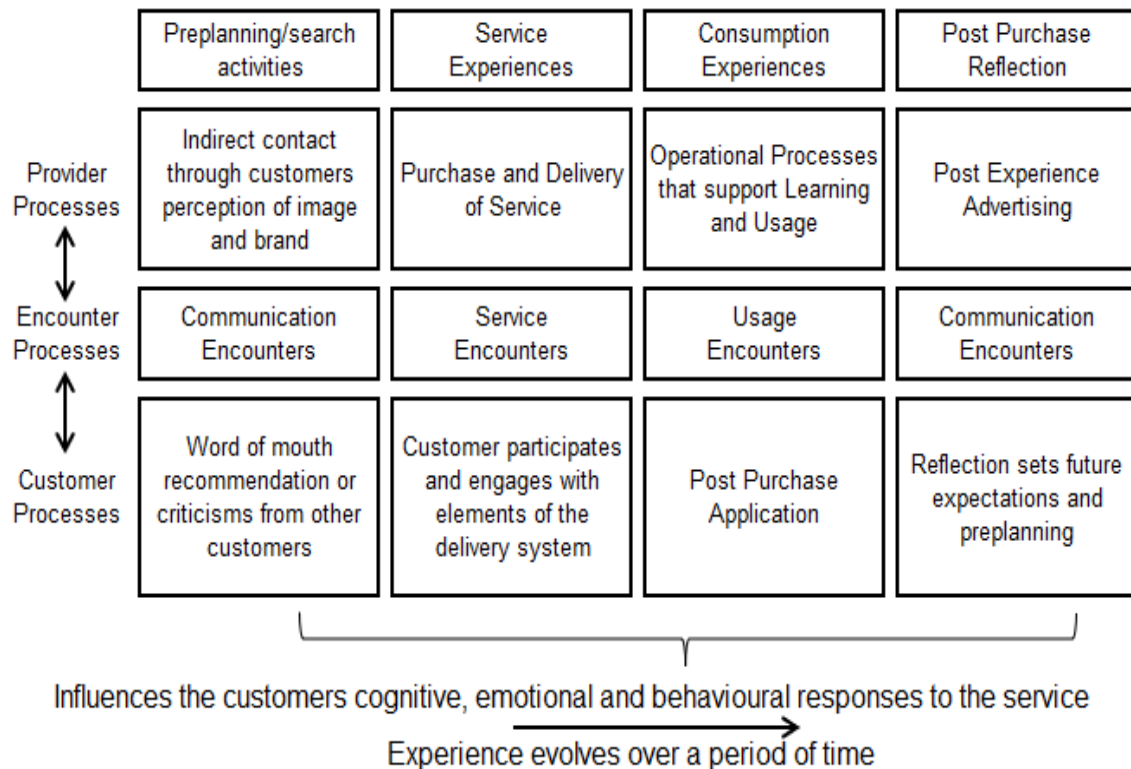 Preplanning/search
activities
Service
Experiences
Consumption
Experiences
Post Purchase
Reflection
Provider
Processes
Indirect contact
through customers
perception of image
and brand
Purchase and Delivery
of Service
Operational Processes
that support Learning
and Usage
Post Experience
Advertising
Encounter
Processes
Communication
Encounters
Service
Encounters
Usage
Encounters
Communication
Encounters
Customer
Processes
Word of mouth
recommendation or
criticisms from other
customers
Customer participates
and engages with
elements of the
delivery system
Post Purchase
Application
Reflection sets future
expectations and
preplanning
Influences the customers cognitive, emotional and behavioural responses to the service
Experience evolves over a period of time